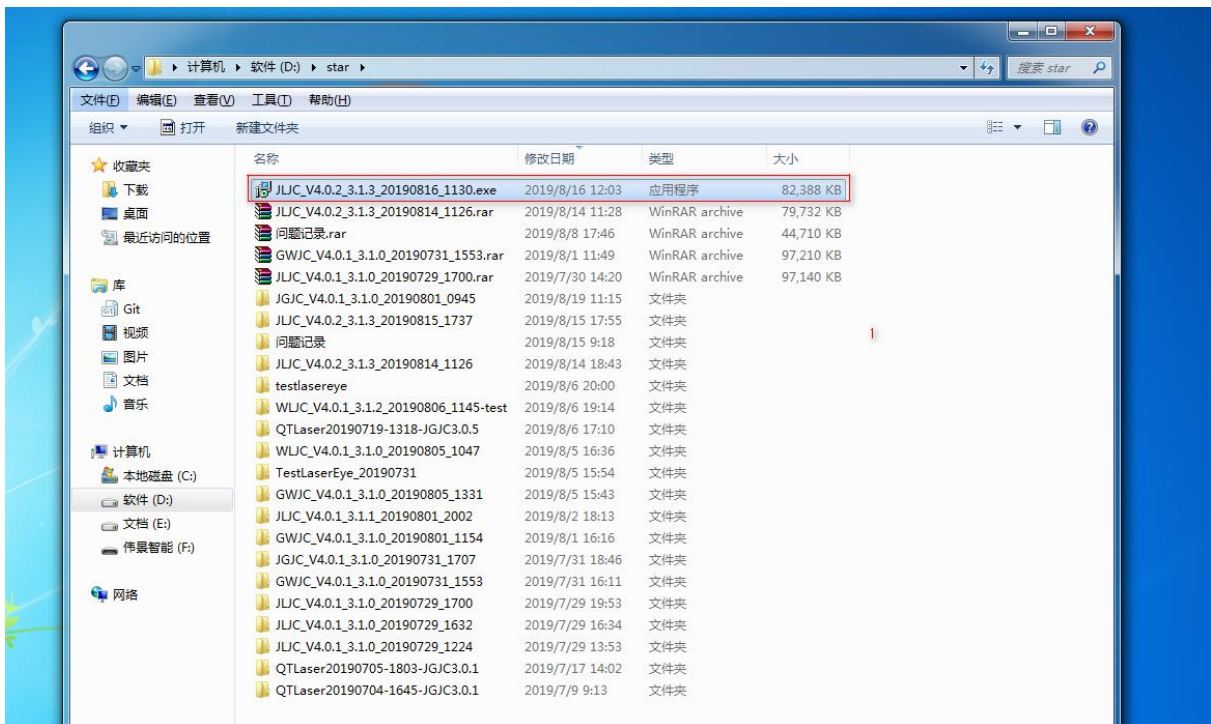 计算机 软件 (D:) star 搜索 star
文件(F) 编辑(E) 查看(V) 工具(T) 帮助(H)
组织 打开 新建文件夹
收藏夹
下载
桌面
最近访问的位置
库
Git
视频
图片
文档
音乐
计算机
本地磁盘 (C:)
软件 (D:)
文档 (E:)
伟景智能 (F:)
网络
名称 修改日期 类型 大小
JLJC_V4.0.2_3.1.3_20190816_1130.exe 2019/8/16 12:03 应用程序 82,388 KB
JLJC_V4.0.2_3.1.3_20190814_1126.rar 2019/8/14 11:28 WinRAR archive 79,732 KB
问题记录.rar 2019/8/8 17:46 WinRAR archive 44,710 KB
GWJC_V4.0.1_3.1.0_20190731_1553.rar 2019/8/1 11:49 WinRAR archive 97,210 KB
JLJC_V4.0.1_3.1.0_20190729_1700.rar 2019/7/30 14:20 WinRAR archive 97,140 KB
JGJC_V4.0.1_3.1.0_20190801_0945 2019/8/19 11:15 文件夹
JLJC_V4.0.2_3.1.3_20190815_1737 2019/8/15 17:55 文件夹
问题记录 2019/8/15 9:18 文件夹
JLJC_V4.0.2_3.1.3_20190814_1126 2019/8/14 18:43 文件夹
testlasereye 2019/8/6 20:00 文件夹
WLJC_V4.0.1_3.1.2_20190806_1145-test 2019/8/6 19:14 文件夹
QTLaser20190719-1318-JGJC3.0.5 2019/8/6 17:10 文件夹
WLJC_V4.0.1_3.1.0_20190805_1047 2019/8/5 16:36 文件夹
TestLaserEye_20190731 2019/8/5 15:54 文件夹
GWJC_V4.0.1_3.1.0_20190805_1331 2019/8/5 15:43 文件夹
JLJC_V4.0.1_3.1.1_20190801_2002 2019/8/2 18:13 文件夹
GWJC_V4.0.1_3.1.0_20190801_1154 2019/8/1 16:16 文件夹
JGJC_V4.0.1_3.1.0_20190731_1707 2019/7/31 18:46 文件夹
GWJC_V4.0.1_3.1.0_20190731_1553 2019/7/31 16:11 文件夹
JLJC_V4.0.1_3.1.0_20190729_1700 2019/7/29 19:53 文件夹
JLJC_V4.0.1_3.1.0_20190729_1632 2019/7/29 16:34 文件夹
JLJC_V4.0.1_3.1.0_20190729_1224 2019/7/29 13:53 文件夹
QTLaser20190705-1803-JGJC3.0.1 2019/7/17 14:02 文件夹
QTLaser20190704-1645-JGJC3.0.1 2019/7/9 9:13 文件夹
1